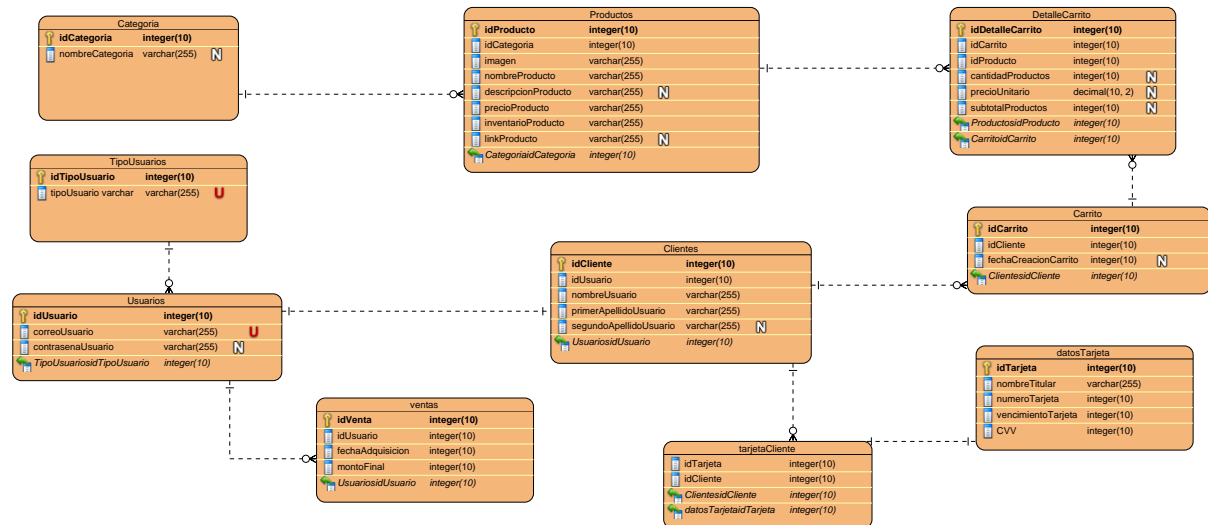 Categoria
idCategoria integer(10)
nombreCategoria varchar(255) N
Productos
idProducto integer(10)
idCategoria integer(10)
imagen varchar(255)
nombreProducto varchar(255)
descripcionProducto varchar(255) N
precioProducto varchar(255)
inventarioProducto varchar(255)
linkProducto varchar(255) N
CategoriaidCategoria integer(10)
DetalleCarrito
idDetalleCarrito integer(10)
idCarrito integer(10)
idProducto integer(10)
cantidadProductos integer(10) N
precioUnitario decimal(10, 2) N
subtotalProductos integer(10) N
ProductosidProducto integer(10)
CarritoidCarrito integer(10)
TipoUsuarios
idTipoUsuario integer(10)
tipoUsuario varchar varchar(255) U
Carrito
idCarrito integer(10)
idCliente integer(10)
fechaCreacionCarrito integer(10) N
ClientesidCliente integer(10)
Clientes
idCliente integer(10)
idUsuario integer(10)
nombreUsuario varchar(255)
primerApellidoUsuario varchar(255)
segundoApellidoUsuario varchar(255) N
UsuariosidUsuario integer(10)
Usuarios
idUsuario integer(10)
correoUsuario varchar(255) U
contrasenaUsuario varchar(255) N
TipoUsuariosidTipoUsuario integer(10)
datosTarjeta
idTarjeta integer(10)
nombreTitular varchar(255)
numeroTarjeta integer(10)
vencimientoTarjeta integer(10)
CVV integer(10)
ventas
idVenta integer(10)
idUsuario integer(10)
fechaAdquisicion integer(10)
montoFinal integer(10)
UsuariosidUsuario integer(10)
tarjetaCliente
idTarjeta integer(10)
idCliente integer(10)
ClientesidCliente integer(10)
datosTarjetaidTarjeta integer(10)